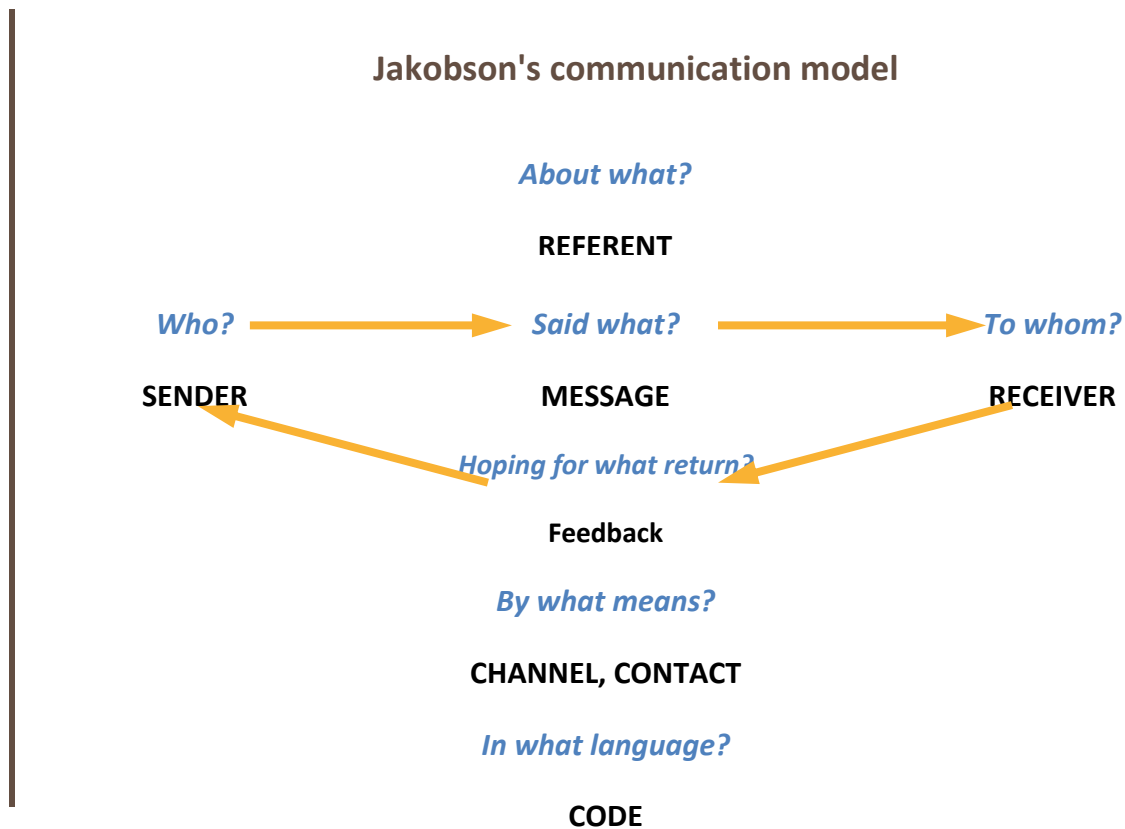 Jakobson's communication model
About what?
REFERENT
Who? Said what? To whom?
SENDER MESSAGE RECEIVER
Hoping for what return?
Feedback
By what means?
CHANNEL, CONTACT
In what language?
CODE